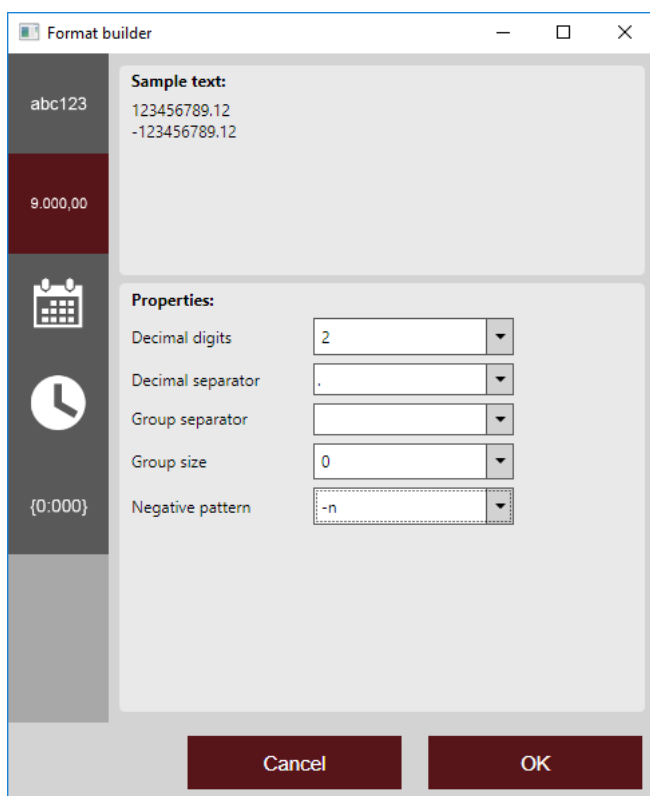 Format builder
abc123
9.000,00
{0:000}
Sample text:
123456789.12
-123456789.12
Properties:
Decimal digits 2
Decimal separator .
Group separator
Group size 0
Negative pattern -n
Cancel OK